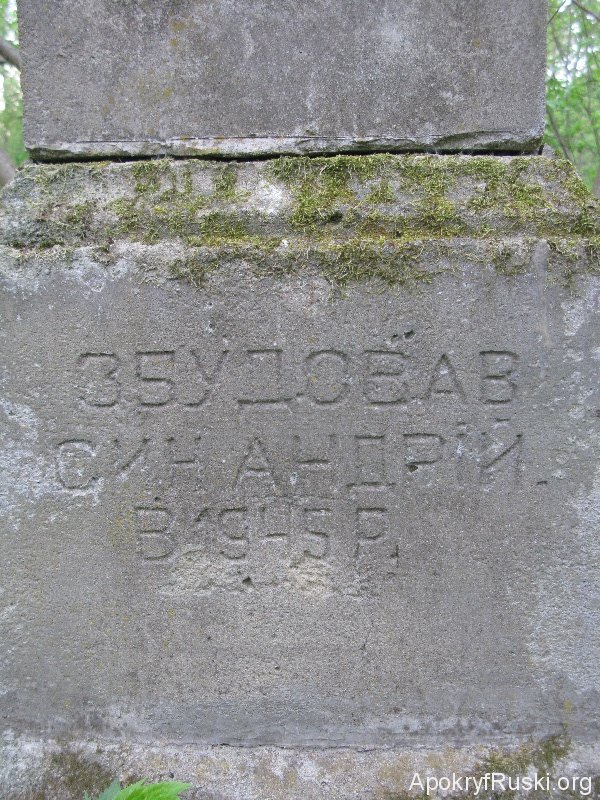 ЗБУДОВАВ
СИН АНДРІЙ.
В 1945 Р.
ApokryfRuski.org